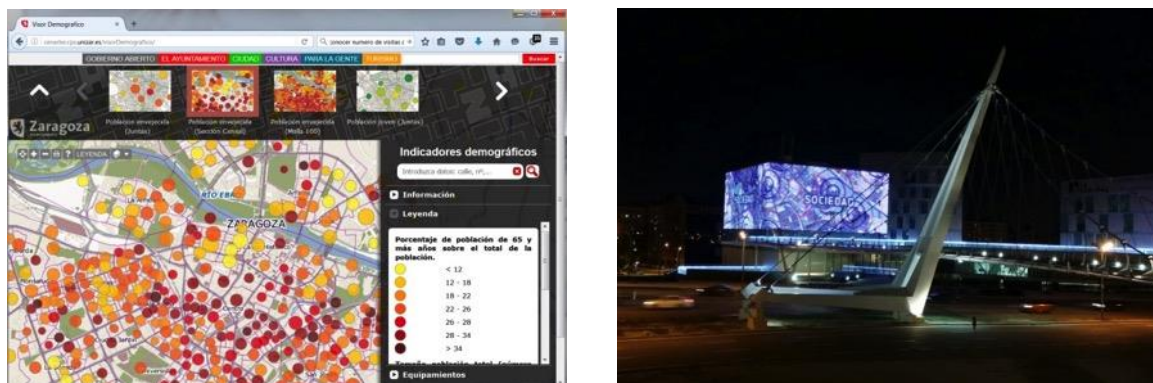 Visor Demografico
GOBIERNO ABIERTO EL AYUNTAMIENTO CIUDAD CULTURA PARA LA GENTE TURISMO Buscar
Población envejecida (Juntas)
Población envejecida (Sección Censal)
Población envejecida (Malla 100)
Población joven (Juntas)
Zaragoza
LEYENDA
RIO EBRO
ZARAGOZA
Indicadores demográficos
Introduzca datos: calle, nº,...
Información
Leyenda
Porcentaje de población de 65 y
más años sobre el total de la
población.
< 12
12 - 18
18 - 22
22 - 26
26 - 28
28 - 34
> 34
Equipamientos
SOCIEDAD